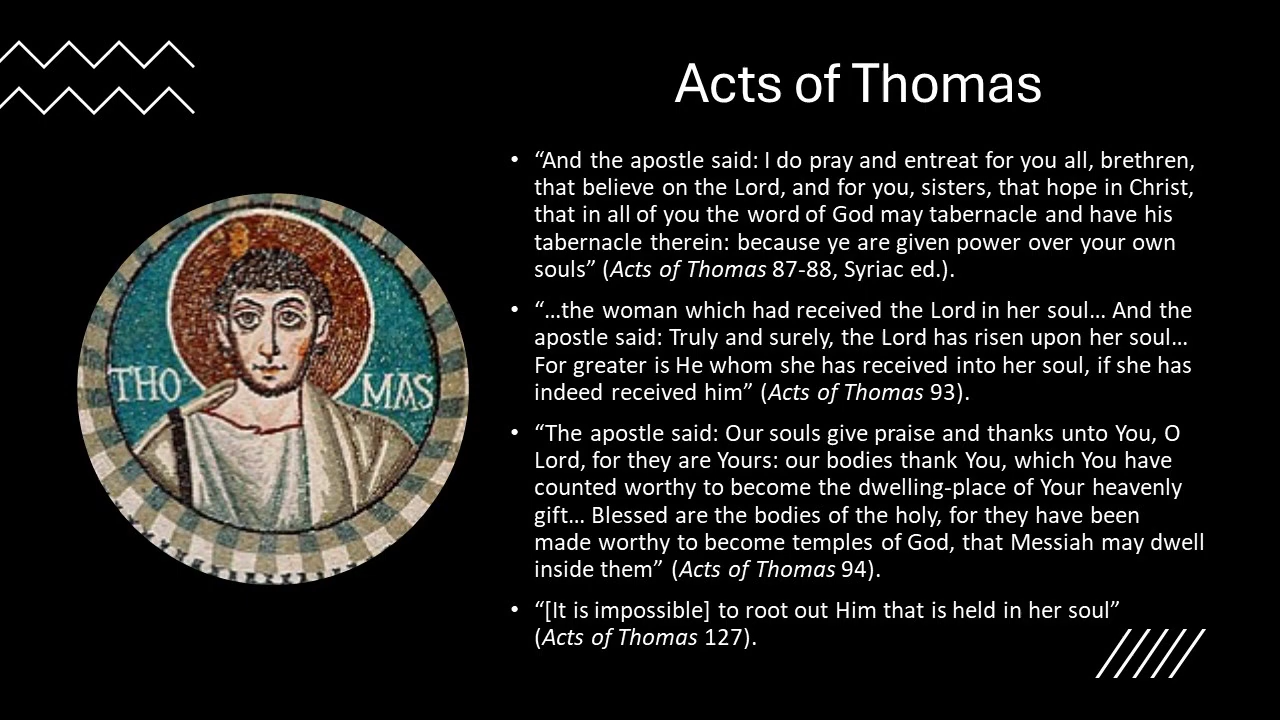 Acts of Thomas
THO MAS
• “And the apostle said: I do pray and entreat for you all, brethren,
that believe on the Lord, and for you, sisters, that hope in Christ,
that in all of you the word of God may tabernacle and have his
tabernacle therein: because ye are given power over your own
souls” (Acts of Thomas 87-88, Syriac ed.).
• “…the woman which had received the Lord in her soul… And the
apostle said: Truly and surely, the Lord has risen upon her soul…
For greater is He whom she has received into her soul, if she has
indeed received him” (Acts of Thomas 93).
• “The apostle said: Our souls give praise and thanks unto You, O
Lord, for they are Yours: our bodies thank You, which You have
counted worthy to become the dwelling-place of Your heavenly
gift… Blessed are the bodies of the holy, for they have been
made worthy to become temples of God, that Messiah may dwell
inside them” (Acts of Thomas 94).
• “[It is impossible] to root out Him that is held in her soul”
(Acts of Thomas 127).